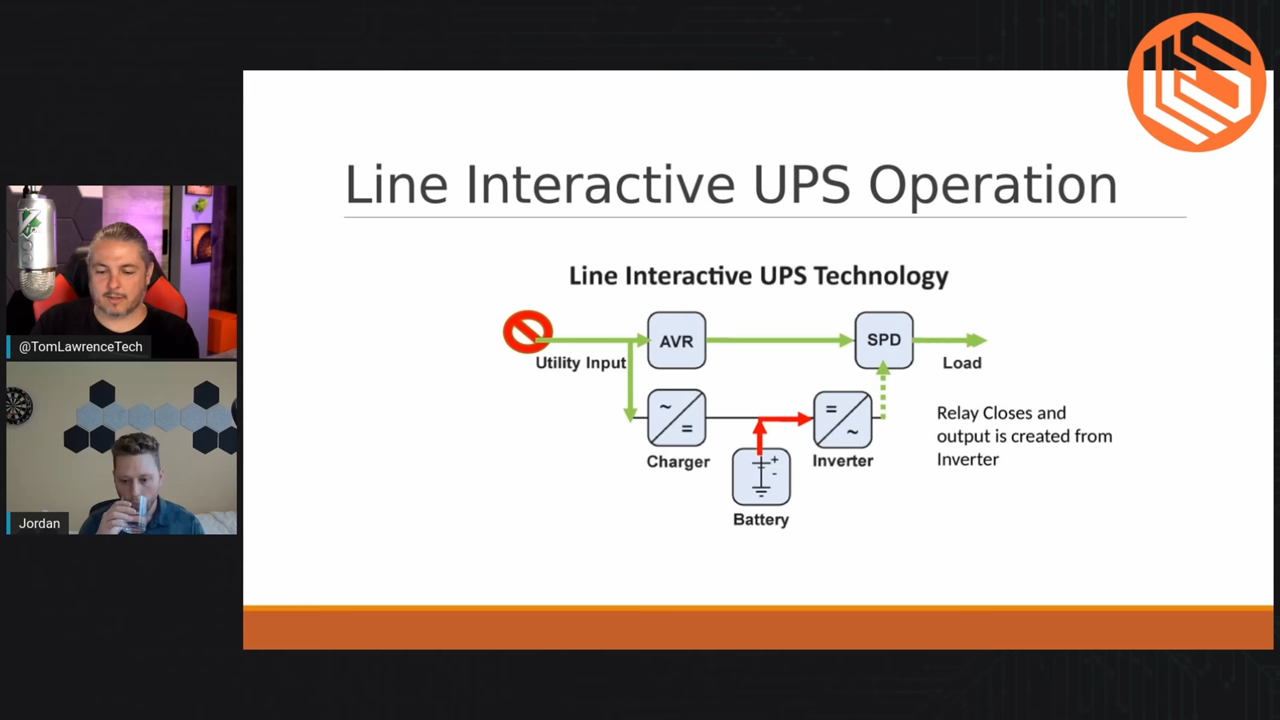 Line Interactive UPS Operation
Line Interactive UPS Technology
AVR
SPD
Utility Input
Load
Relay Closes and
output is created from
Inverter
~
=
=
~
Charger
Inverter
+
-
Battery
@TomLawrenceTech
Jordan